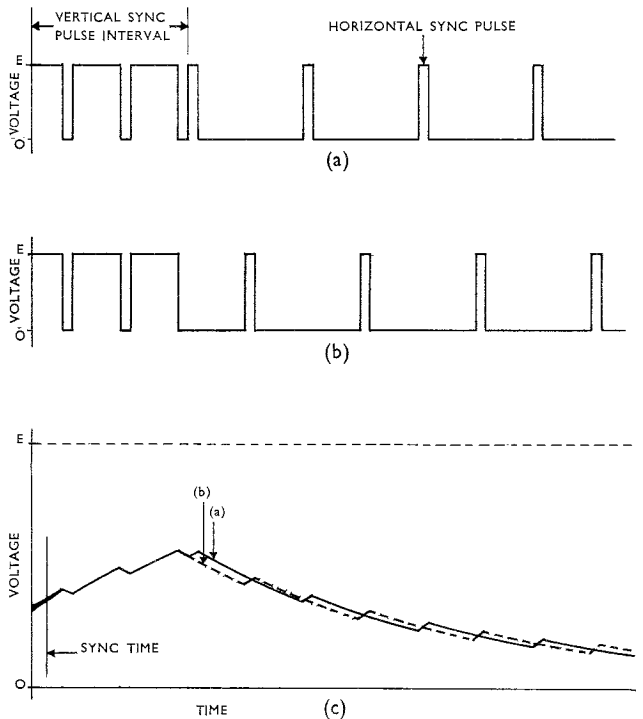 VERTICAL SYNC
PULSE INTERVAL
HORIZONTAL SYNC PULSE
E
VOLTAGE
O
(a)
E
VOLTAGE
O
(b)
E
(b)
(a)
VOLTAGE
SYNC TIME
O
TIME
(c)